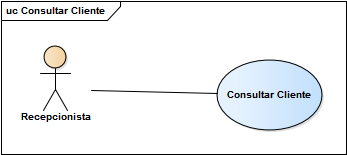 uc Consultar Cliente
Consultar Cliente
Recepcionista